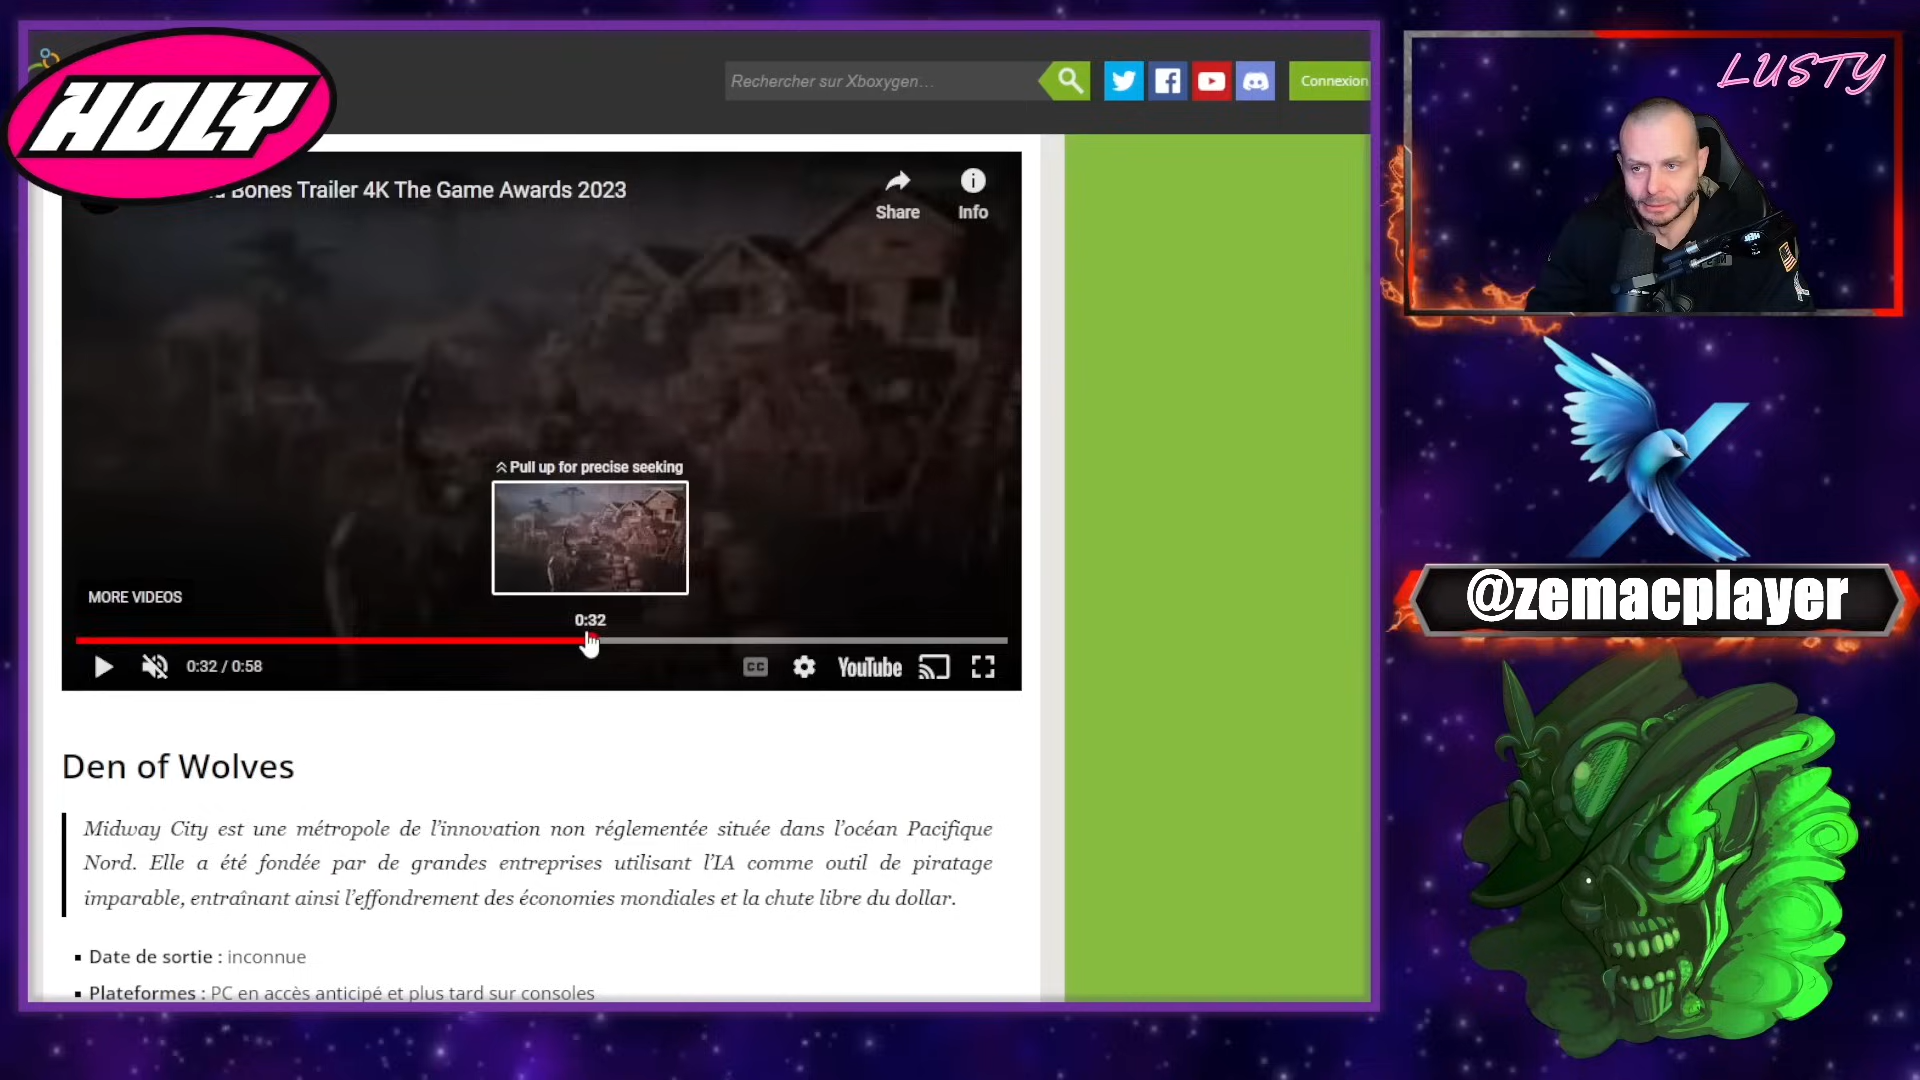 HOLY
Rechercher sur Xboxygen...
Connexion
Bones Trailer 4K The Game Awards 2023
Share
Info
Pull up for precise seeking
MORE VIDEOS
0:32
0:32 / 0:58
CC
YouTube
Den of Wolves
Midway City est une métropole de l'innovation non réglementée située dans l'océan Pacifique
Nord. Elle a été fondée par de grandes entreprises utilisant l'IA comme outil de piratage
imparable, entraînant ainsi l'effondrement des économies mondiales et la chute libre du dollar.
▪ Date de sortie : inconnue
▪ Plateformes : PC en accès anticipé et plus tard sur consoles
LUSTY
@zemacplayer